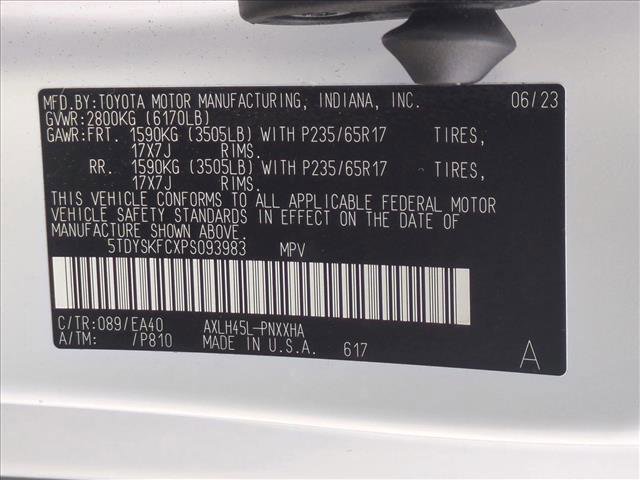 MFD.BY:TOYOTA MOTOR MANUFACTURING, INDIANA, INC. 06/23
GVWR:2800KG (6170LB)
GAWR:FRT. 1590KG (3505LB) WITH P235/65R17 TIRES,
17X7J RIMS.
RR. 1590KG (3505LB) WITH P235/65R17 TIRES,
17X7J RIMS.
THIS VEHICLE CONFORMS TO ALL APPLICABLE FEDERAL MOTOR
VEHICLE SAFETY STANDARDS IN EFFECT ON THE DATE OF
MANUFACTURE SHOWN ABOVE.
5TDYSKFCXPS093983 MPV
C/TR:089/EA40 AXLH45L-PNXXHA
A/TM: /P810 MADE IN U.S.A. 617 A